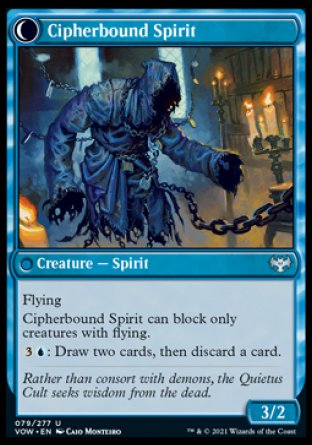 Cipherbound Spirit
Creature — Spirit
Flying
Cipherbound Spirit can block only
creatures with flying.
3 : Draw two cards, then discard a card.
Rather than consort with demons, the Quietus
Cult seeks wisdom from the dead.
3/2
079/277 U
VOW • EN Caio Monteiro
™ & © 2021 Wizards of the Coast